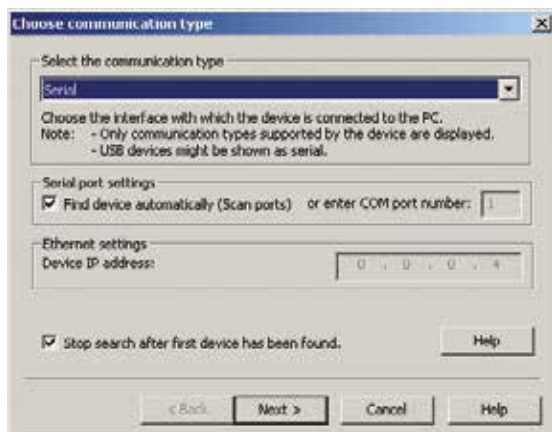 Choose communication type
Select the communication type
Serial
Choose the interface with which the device is connected to the PC.
Note: - Only communication types supported by the device are displayed.
- USB devices might be shown as serial.
Serial port settings
Find device automatically (Scan ports) or enter COM port number: 1
Ethernet settings
Device IP address: 0 . 0 . 0 . 4
Stop search after first device has been found. Help
< Back Next > Cancel Help